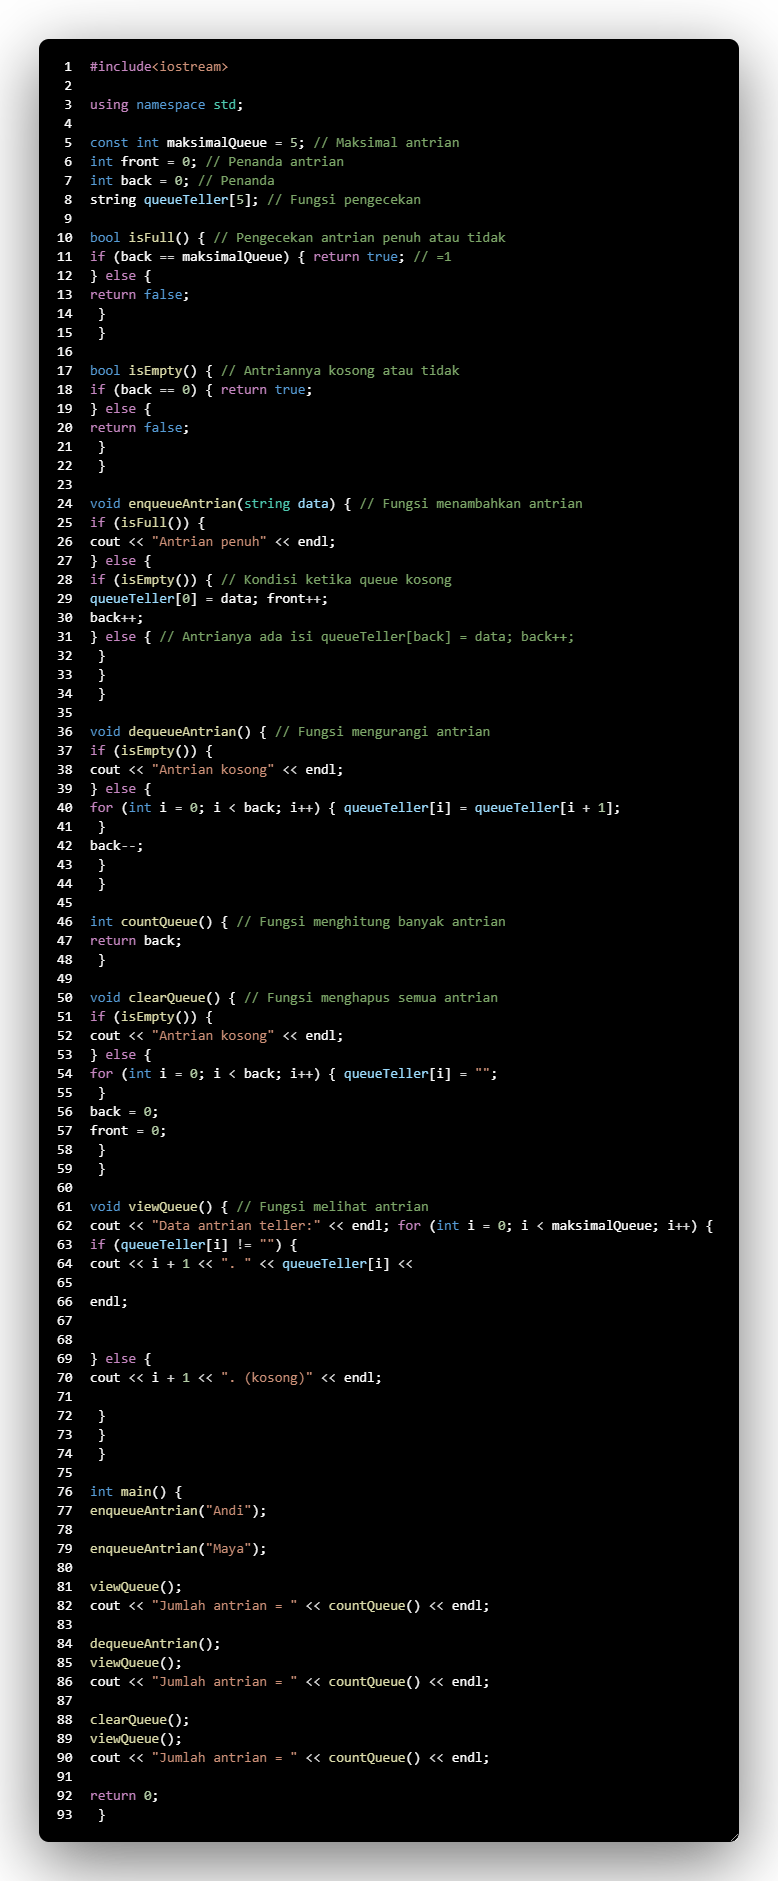 1 #include<iostream>
2
3 using namespace std;
4
5 const int maksimalQueue = 5; // Maksimal antrian
6 int front = 0; // Penanda antrian
7 int back = 0; // Penanda
8 string queueTeller[5]; // Fungsi pengecekan
9
10 bool isFull() { // Pengecekan antrian penuh atau tidak
11 if (back == maksimalQueue) { return true; // =1
12 } else {
13 return false;
14 }
15 }
16
17 bool isEmpty() { // Antriannya kosong atau tidak
18 if (back == 0) { return true;
19 } else {
20 return false;
21 }
22 }
23
24 void enqueueAntrian(string data) { // Fungsi menambahkan antrian
25 if (isFull()) {
26 cout << "Antrian penuh" << endl;
27 } else {
28 if (isEmpty()) { // Kondisi ketika queue kosong
29 queueTeller[0] = data; front++;
30 back++;
31 } else { // Antrianya ada isi queueTeller[back] = data; back++;
32 }
33 }
34 }
35
36 void dequeueAntrian() { // Fungsi mengurangi antrian
37 if (isEmpty()) {
38 cout << "Antrian kosong" << endl;
39 } else {
40 for (int i = 0; i < back; i++) { queueTeller[i] = queueTeller[i + 1];
41 }
42 back--;
43 }
44 }
45
46 int countQueue() { // Fungsi menghitung banyak antrian
47 return back;
48 }
49
50 void clearQueue() { // Fungsi menghapus semua antrian
51 if (isEmpty()) {
52 cout << "Antrian kosong" << endl;
53 } else {
54 for (int i = 0; i < back; i++) { queueTeller[i] = "";
55 }
56 back = 0;
57 front = 0;
58 }
59 }
60
61 void viewQueue() { // Fungsi melihat antrian
62 cout << "Data antrian teller:" << endl; for (int i = 0; i < maksimalQueue; i++) {
63 if (queueTeller[i] != "") {
64 cout << i + 1 << ". " << queueTeller[i] <<
65
66 endl;
67
68
69 } else {
70 cout << i + 1 << ". (kosong)" << endl;
71
72 }
73 }
74 }
75
76 int main() {
77 enqueueAntrian("Andi");
78
79 enqueueAntrian("Maya");
80
81 viewQueue();
82 cout << "Jumlah antrian = " << countQueue() << endl;
83
84 dequeueAntrian();
85 viewQueue();
86 cout << "Jumlah antrian = " << countQueue() << endl;
87
88 clearQueue();
89 viewQueue();
90 cout << "Jumlah antrian = " << countQueue() << endl;
91
92 return 0;
93 }